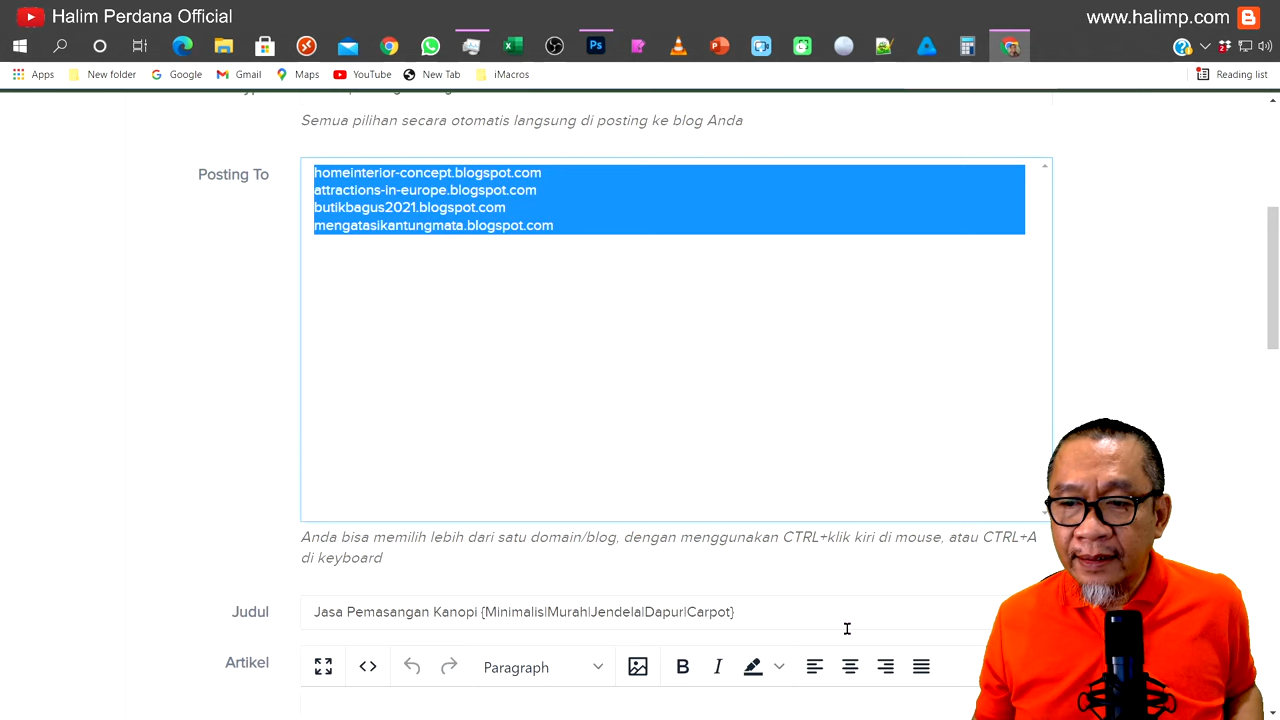 Halim Perdana Official
www.halimp.com
Apps
New folder
Google
Gmail
Maps
YouTube
New Tab
iMacros
Reading list
Semua pilihan secara otomatis langsung di posting ke blog Anda
Posting To
homeinterior-concept.blogspot.com
attractions-in-europe.blogspot.com
butikbagus2021.blogspot.com
mengatasikantungmata.blogspot.com
Anda bisa memilih lebih dari satu domain/blog, dengan menggunakan CTRL+klik kiri di mouse, atau CTRL+A
di keyboard
Judul
Jasa Pemasangan Kanopi {Minimalis|Murah|Jendela|Dapur|Carpot}
Artikel
Paragraph
B
I